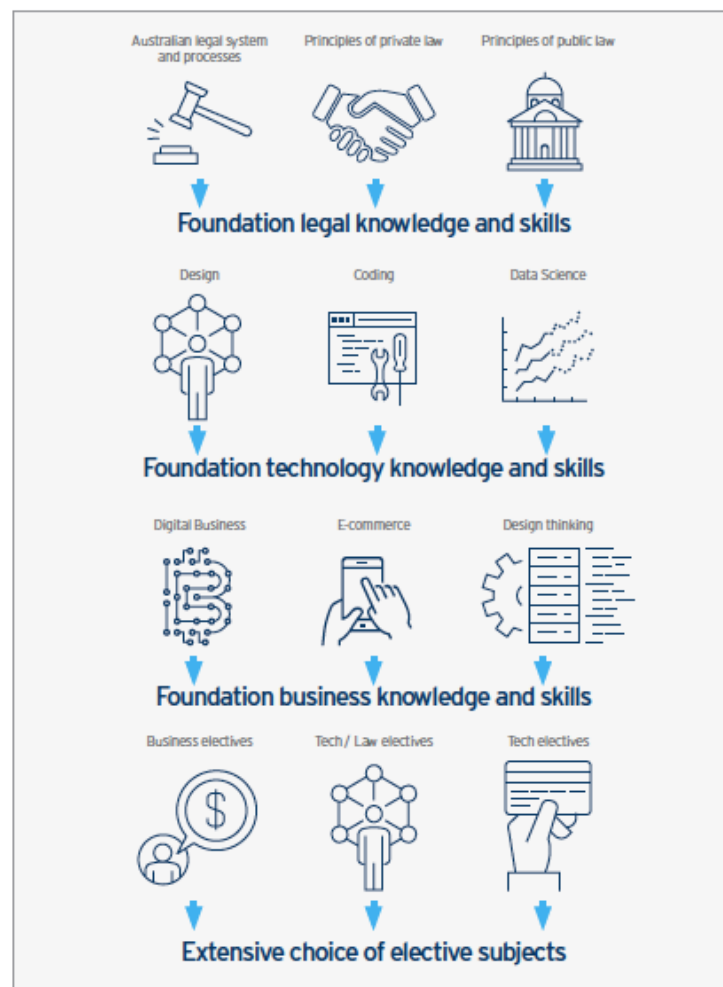 Australian legal system
and processes
Principles of private law
Principles of public law
Foundation legal knowledge and skills
Design
Coding
Data Science
Foundation technology knowledge and skills
Digital Business
E-commerce
Design thinking
Foundation business knowledge and skills
Business electives
Tech / Law electives
Tech electives
$
Extensive choice of elective subjects